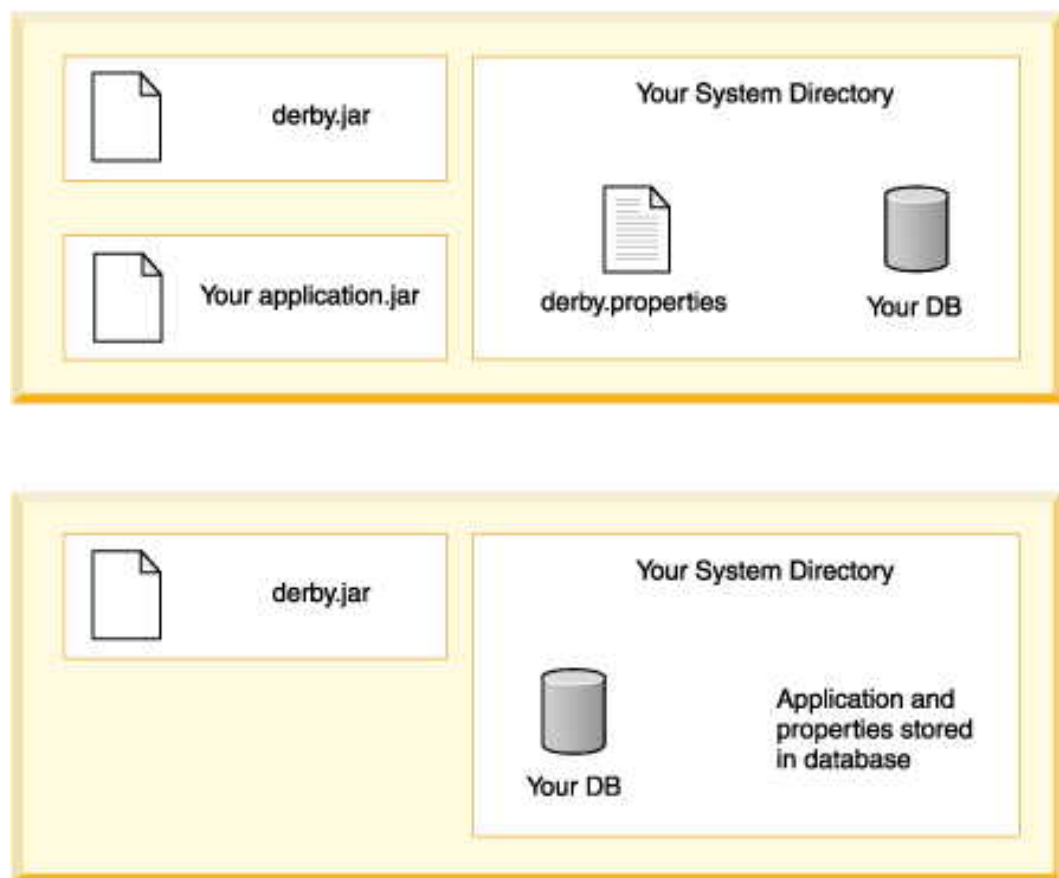 derby.jar
Your System Directory
Your application.jar
derby.properties
Your DB
derby.jar
Your System Directory
Your DB
Application and
properties stored
in database